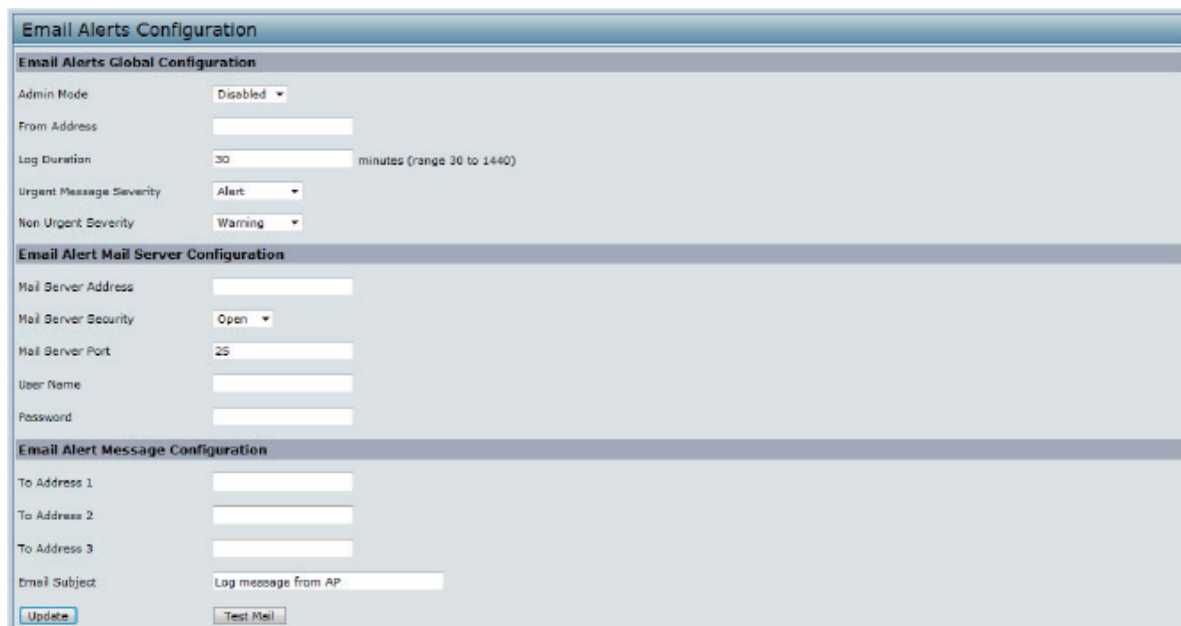 Email Alerts Configuration
Email Alerts Global Configuration
Admin Mode Disabled
From Address
Log Duration 30 minutes (range 30 to 1440)
Urgent Message Severity Alert
Non Urgent Severity Warning
Email Alert Mail Server Configuration
Mail Server Address
Mail Server Security Open
Mail Server Port 25
User Name
Password
Email Alert Message Configuration
To Address 1
To Address 2
To Address 3
Email Subject Log message from AP
Update Test Mail